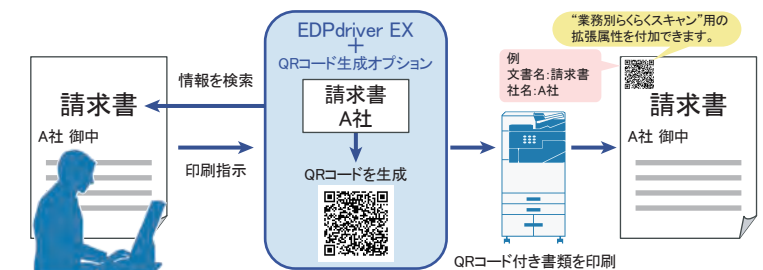 請求書
A社 御中
情報を検索
印刷指示
EDPdriver EX
+
QRコード生成オプション
請求書
A社
QRコードを生成
例
文書名：請求書
社名：A社
QRコード付き書類を印刷
“業務別らくらくスキャン”用の
拡張属性を付加できます。
請求書
A社 御中